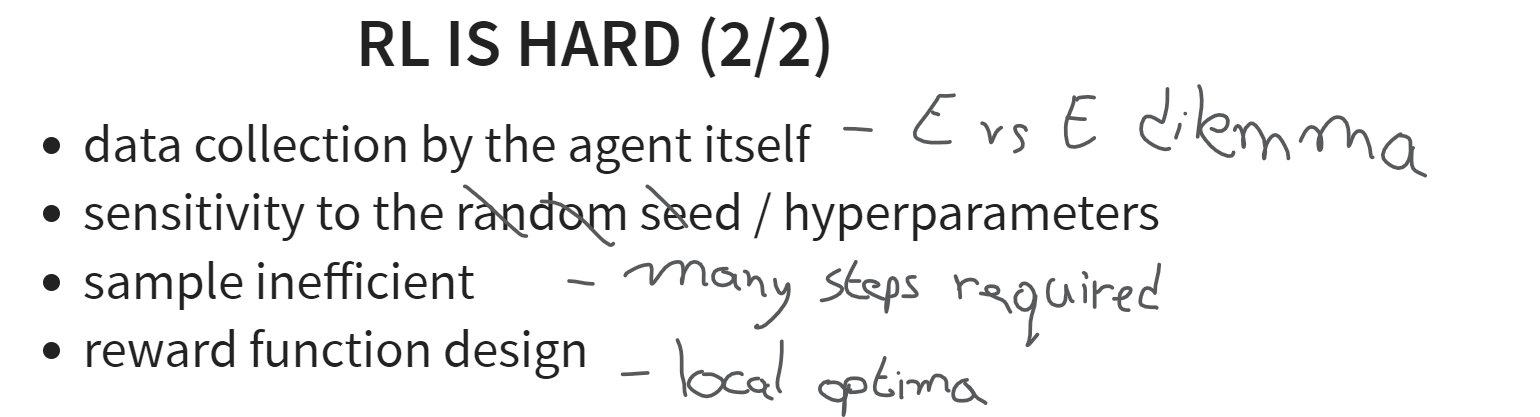 RL IS HARD (2/2)
• data collection by the agent itself – E vs E dilemma
• sensitivity to the random seed / hyperparameters
• sample inefficient – many steps required
• reward function design – local optima